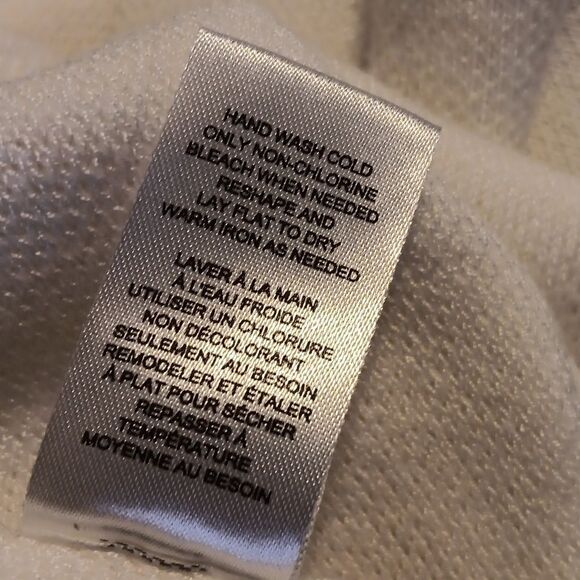 HAND WASH COLD
ONLY NON-CHLORINE
BLEACH WHEN NEEDED
RESHAPE AND
LAY FLAT TO DRY
WARM IRON AS NEEDED
LAVER À LA MAIN
À L'EAU FROIDE
UTILISER UN CHLORURE
NON DÉCOLORANT
SEULEMENT AU BESOIN
REMODELER ET ÉTALER
À PLAT POUR SÉCHER
REPASSER À
TEMPÉRATURE
MOYENNE AU BESOIN